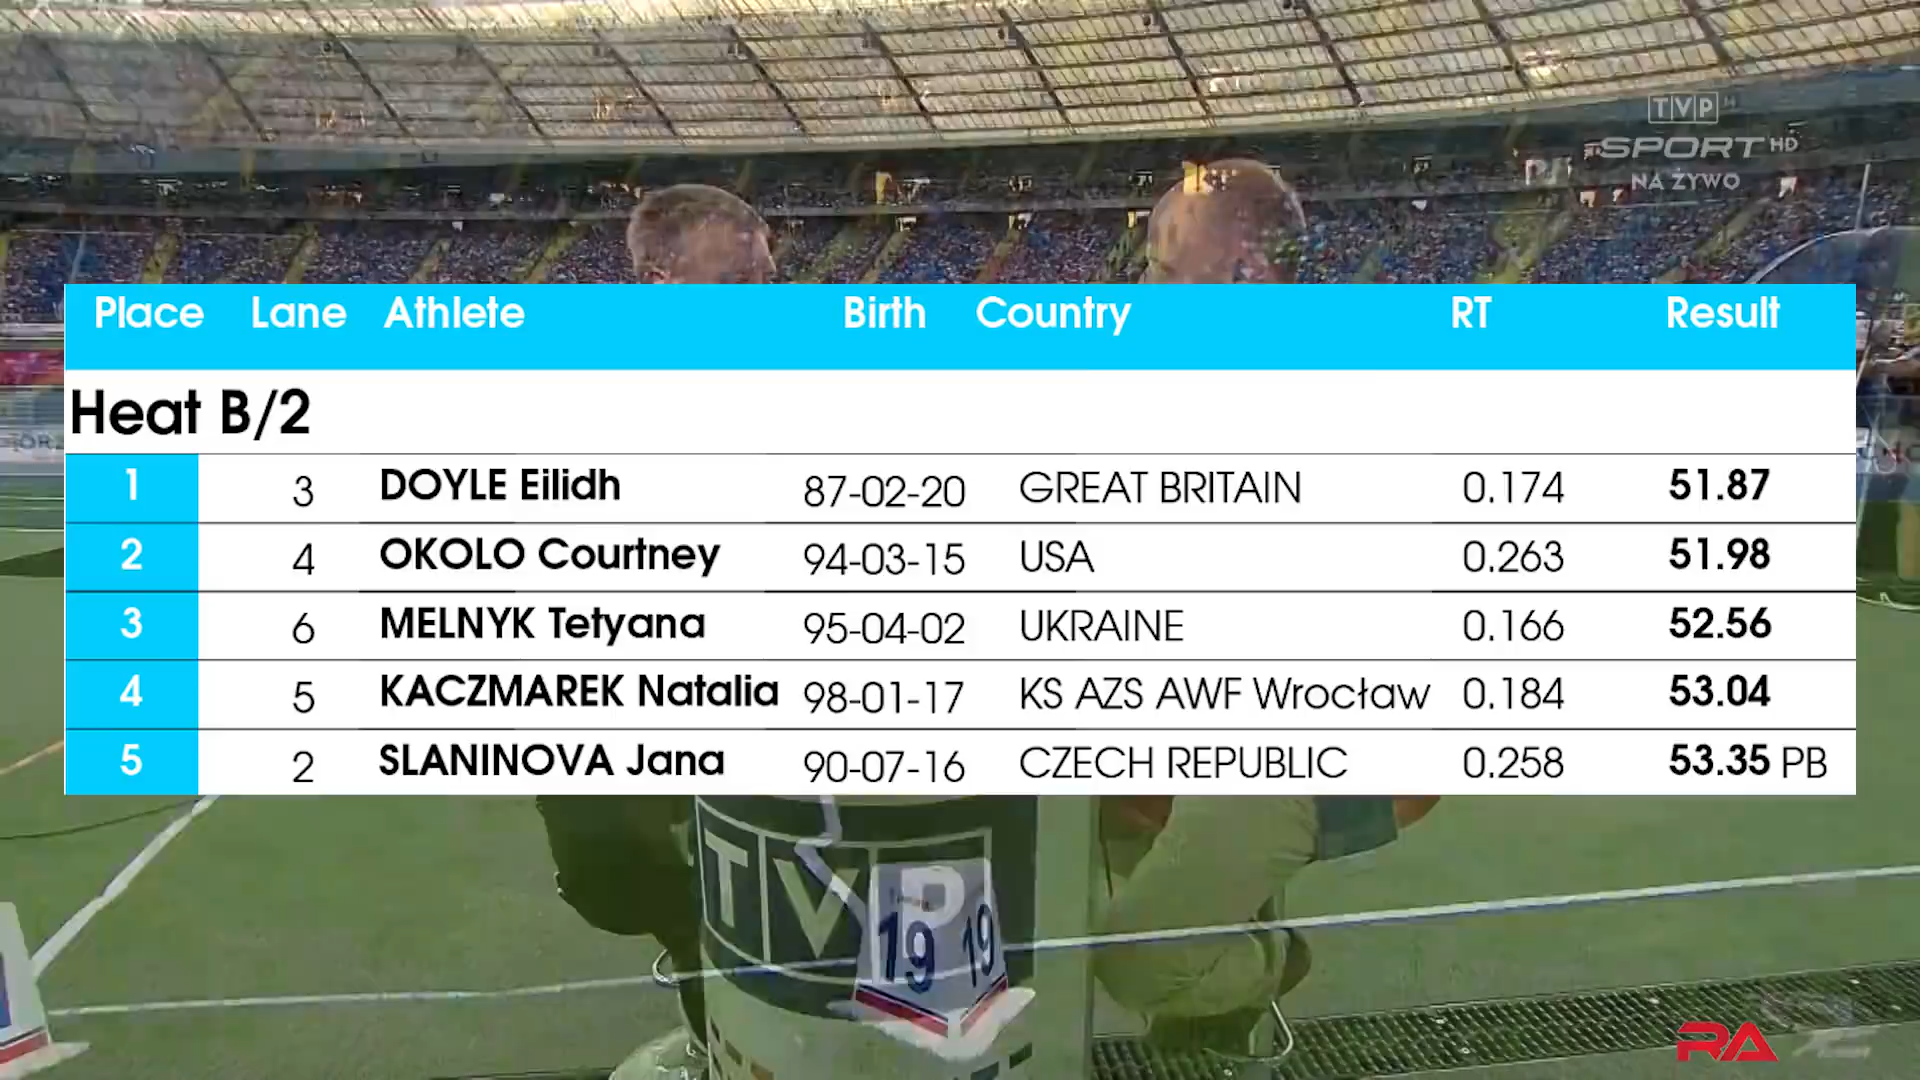 TVP
SPORT HD
NA ŻYWO
Place Lane Athlete Birth Country RT Result
Heat B/2
1 3 DOYLE Eilidh 87-02-20 GREAT BRITAIN 0.174 51.87
2 4 OKOLO Courtney 94-03-15 USA 0.263 51.98
3 6 MELNYK Tetyana 95-04-02 UKRAINE 0.166 52.56
4 5 KACZMAREK Natalia 98-01-17 KS AZS AWF Wrocław 0.184 53.04
5 2 SLANINOVA Jana 90-07-16 CZECH REPUBLIC 0.258 53.35 PB
TVP
19 19
RA